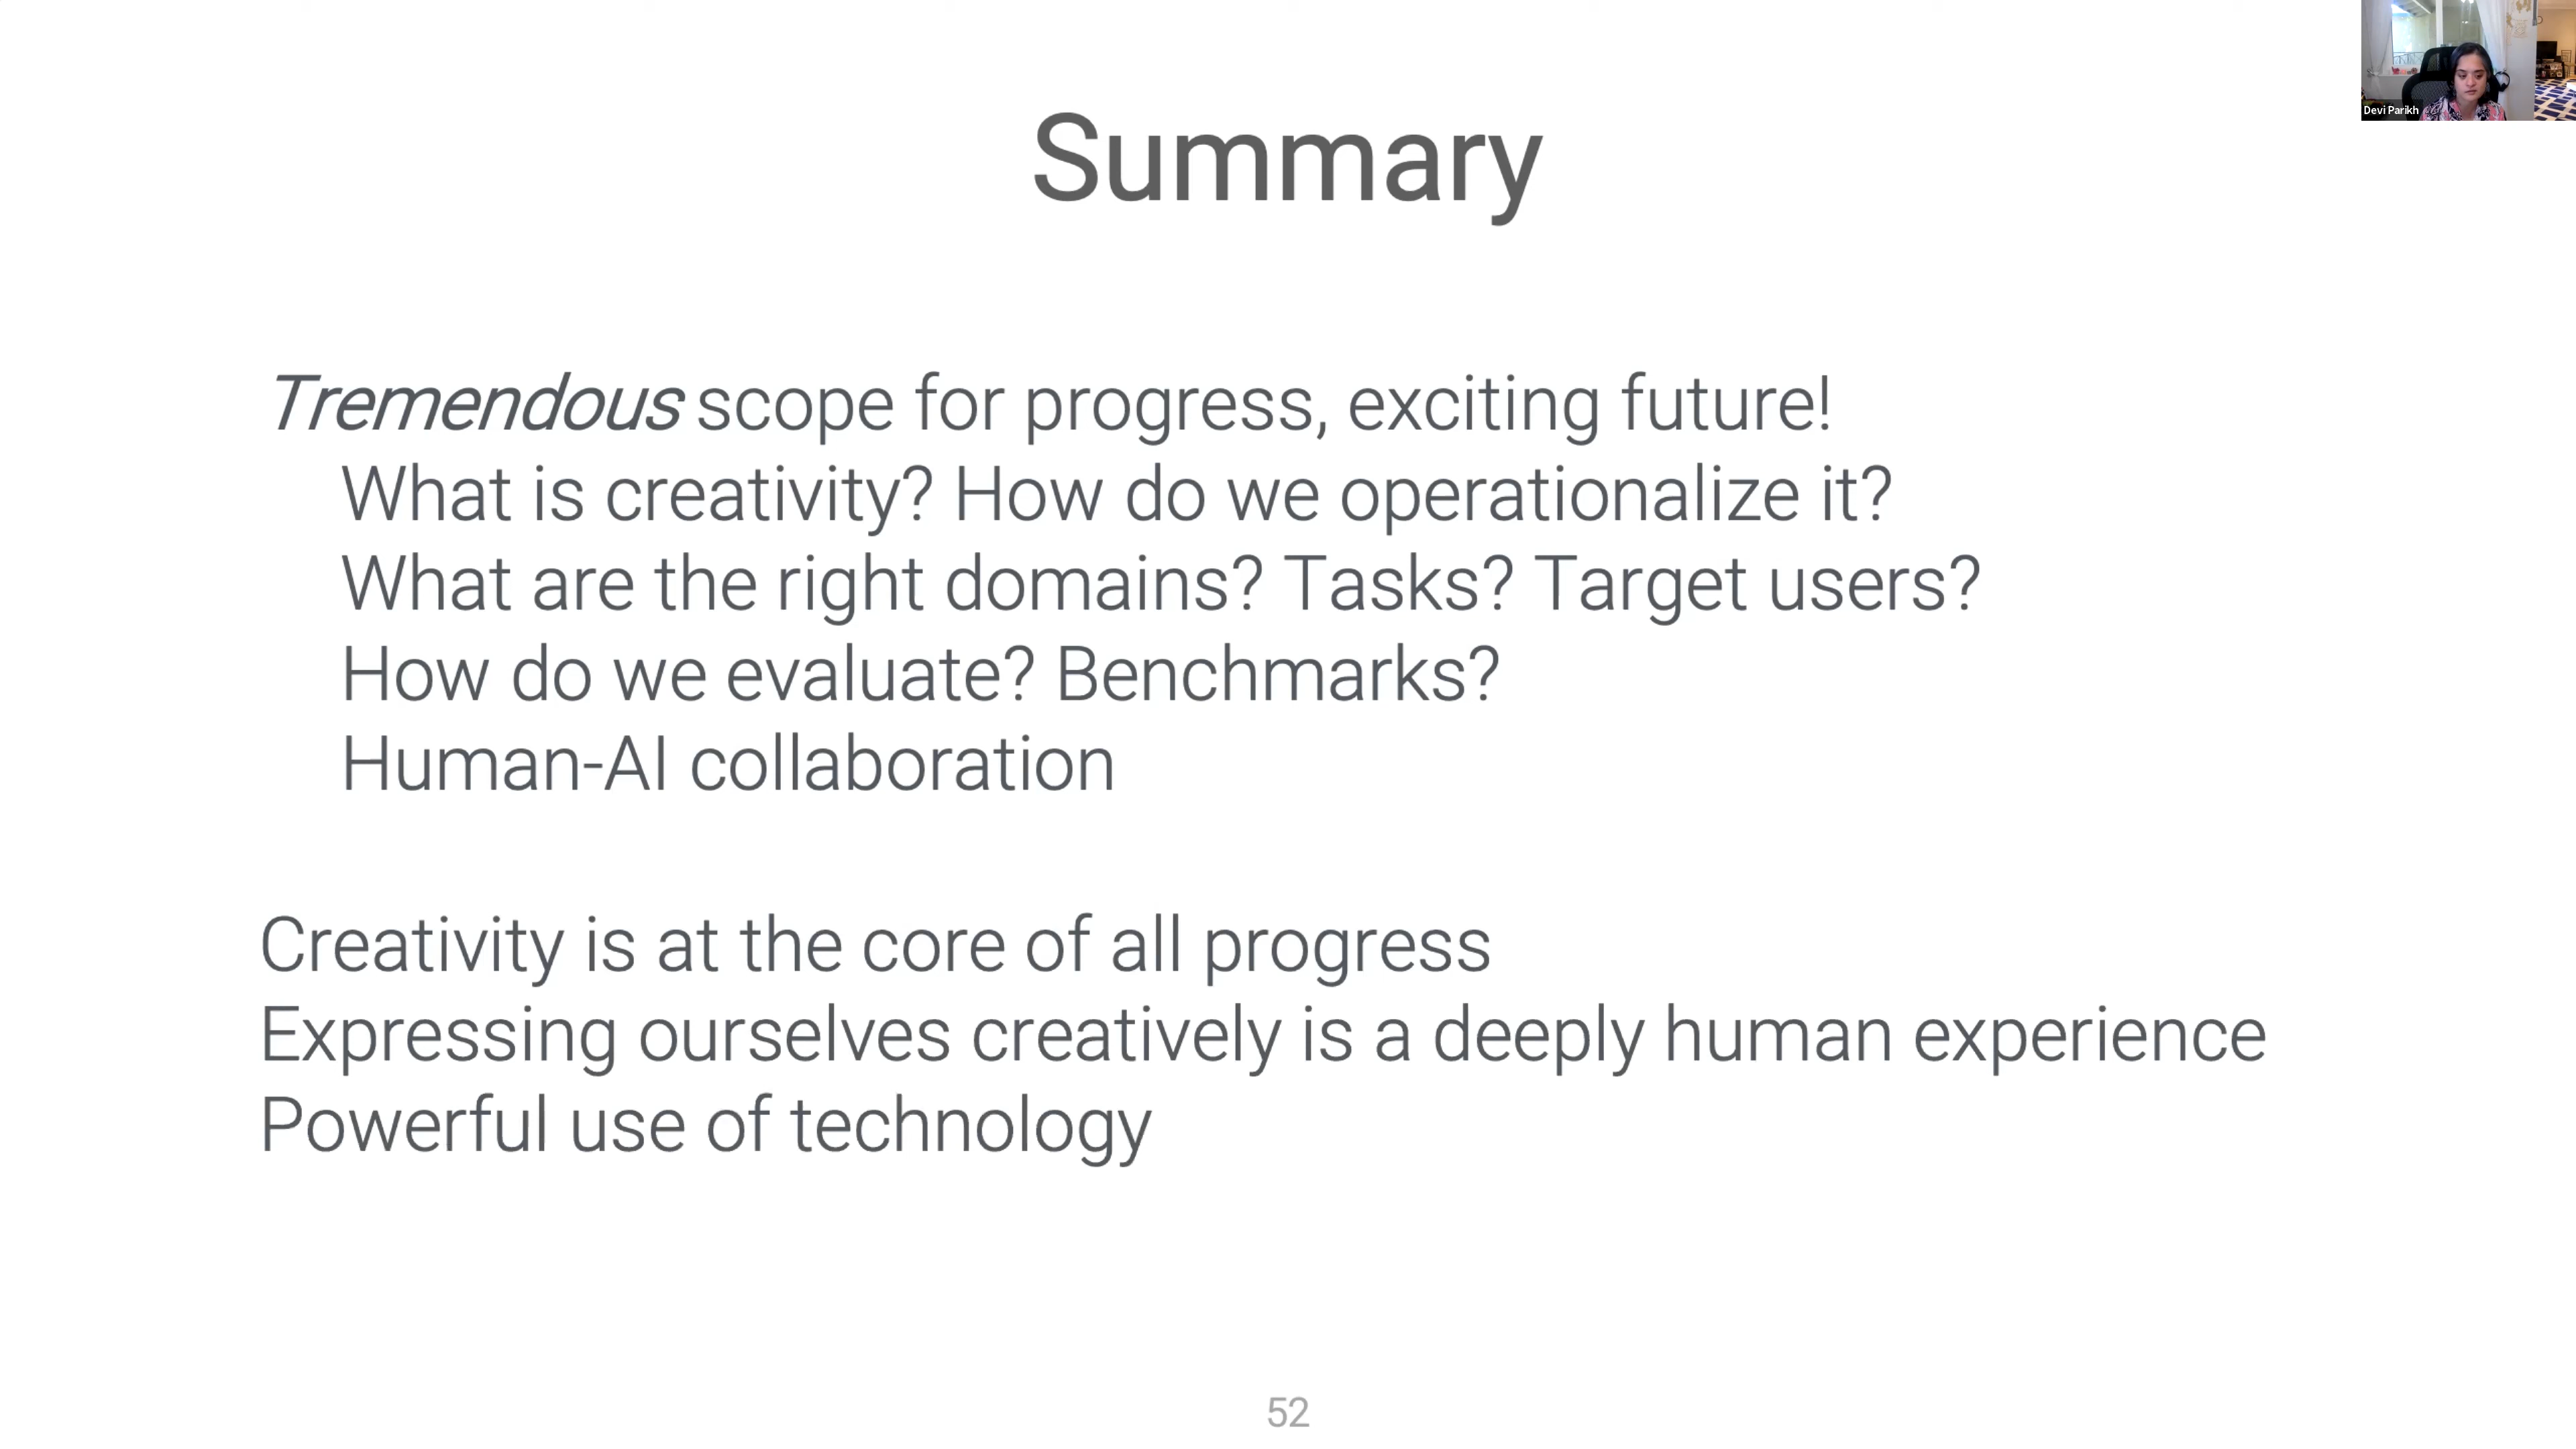 Summary
Devi Parikh
Tremendous scope for progress, exciting future!
What is creativity? How do we operationalize it?
What are the right domains? Tasks? Target users?
How do we evaluate? Benchmarks?
Human-AI collaboration
Creativity is at the core of all progress
Expressing ourselves creatively is a deeply human experience
Powerful use of technology
52